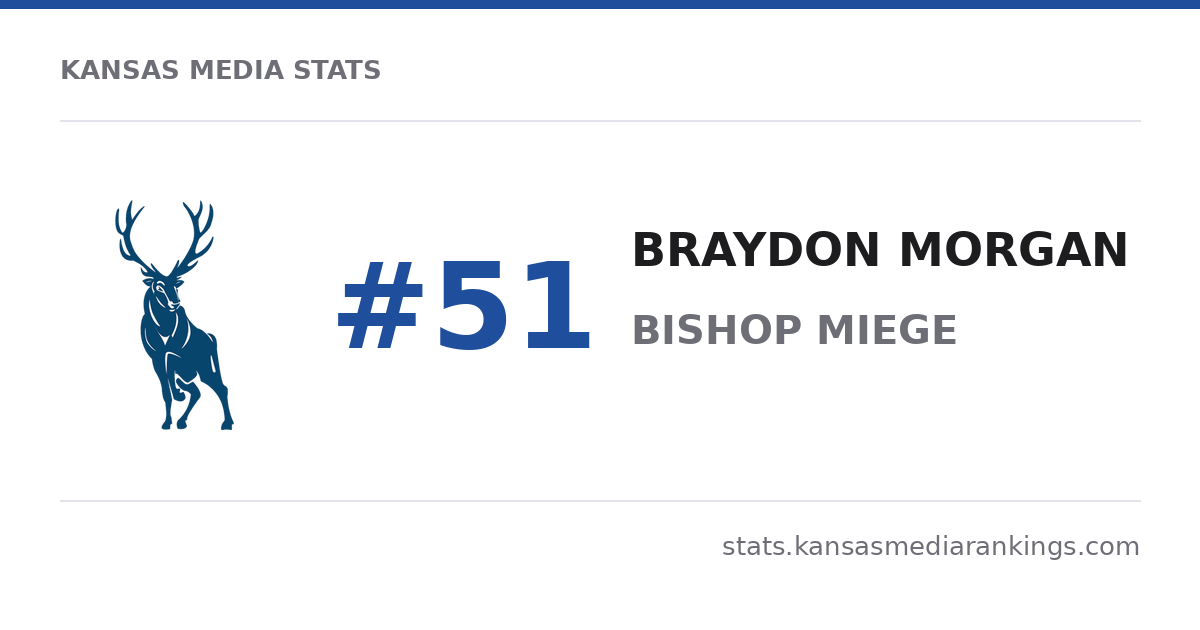 KANSAS MEDIA STATS
#51
BRAYDON MORGAN
BISHOP MIEGE
stats.kansasmediarankings.com